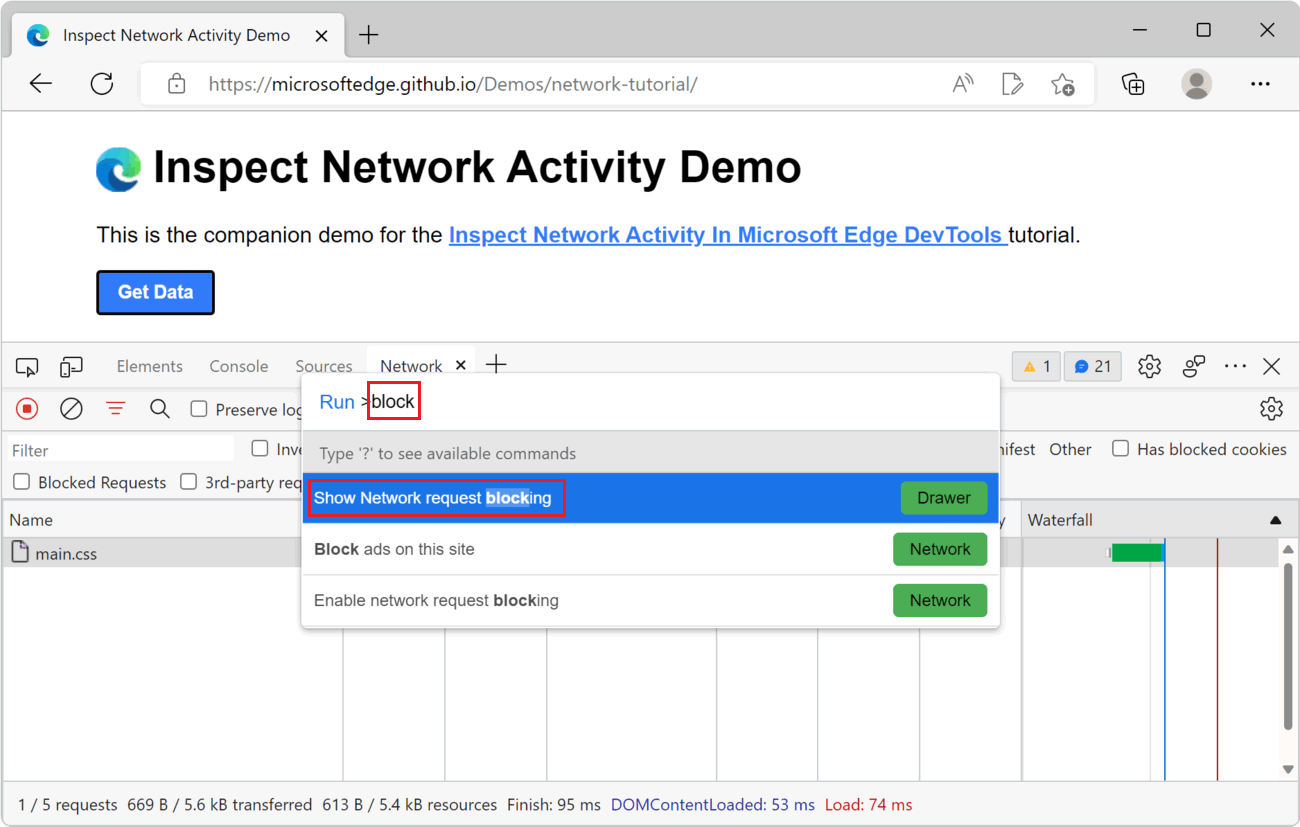 Inspect Network Activity Demo
https://microsoftedge.github.io/Demos/network-tutorial/
Inspect Network Activity Demo
This is the companion demo for the Inspect Network Activity In Microsoft Edge DevTools tutorial.
Get Data
Elements Console Sources Network 1 21
Preserve log
Run >block
Filter Inve
Type '?' to see available commands
nifest Other Has blocked cookies
Blocked Requests 3rd-party req
Show Network request blocking Drawer
Name y Waterfall
Block ads on this site Network
main.css
Enable network request blocking Network
1 / 5 requests 669 B / 5.6 kB transferred 613 B / 5.4 kB resources Finish: 95 ms DOMContentLoaded: 53 ms Load: 74 ms